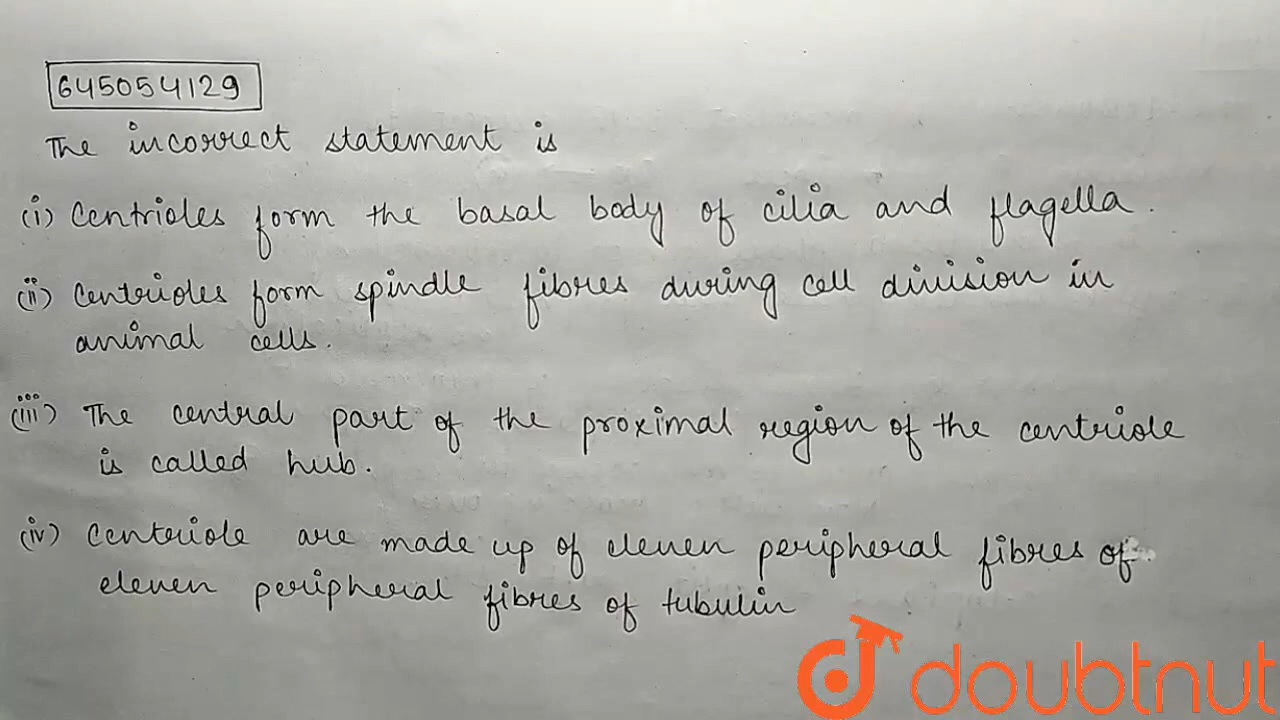 645054129
The incorrect statement is
(i) Centrioles form the basal body of cilia and flagella.
(ii) Centrioles form spindle fibres during cell division in
animal cells.
(iii) The central part of the proximal region of the centriole
is called hub.
(iv) Centriole are made up of eleven peripheral fibres of
eleven peripheral fibres of tubulin
doubtnut